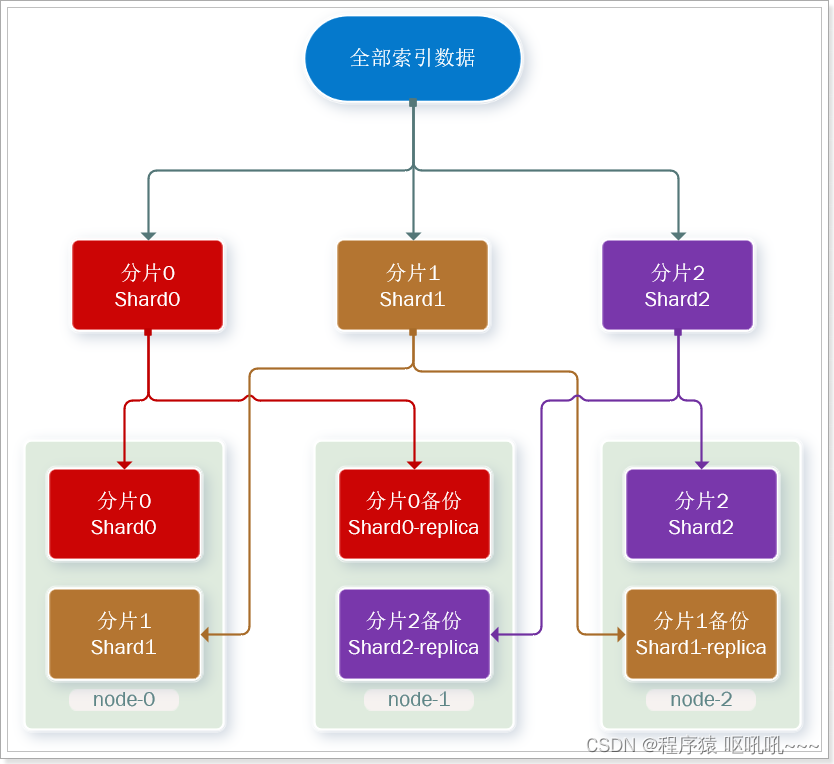 全部索引数据
分片0
Shard0
分片1
Shard1
分片2
Shard2
分片0
Shard0
分片0备份
Shard0-replica
分片2
Shard2
分片1
Shard1
分片2备份
Shard2-replica
分片1备份
Shard1-replica
node-0
node-1
node-2
CSDN @程序猿 呕吼吼~~~